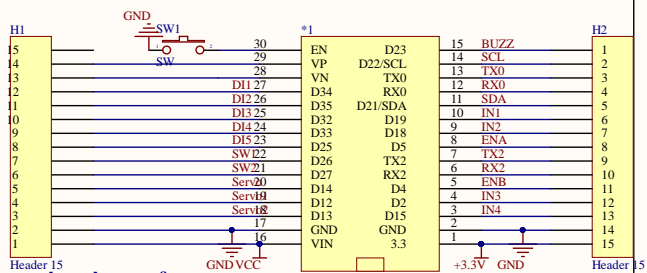 GND
H1 SW1 *1 H2
15 1 2 30 EN D23 15 BUZZ 1
SW
14 29 VP D22/SCL 14 SCL 2
13 28 VN TX0 13 TX0 3
12 DI1 27 D34 RX0 12 RX0 4
11 DI2 26 D35 D21/SDA 11 SDA 5
10 DI3 25 D32 D19 10 IN1 6
9 DI4 24 D33 D18 9 IN2 7
8 DI5 23 D25 D5 8 ENA 8
7 SW1 22 D26 TX2 7 TX2 9
6 SW2 21 D27 RX2 6 RX2 10
5 20 D14 D4 5 ENB 11
4 19 D12 D2 4 IN3 12
3 18 D13 D15 3 IN4 13
2 17 GND GND 2 14
1 16 VIN 3.3 1 15
Header 15 GND VCC +3.3V GND Header 15